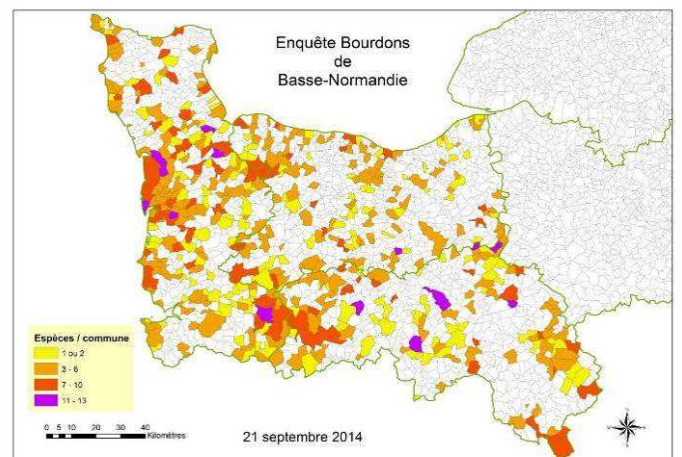 Enquête Bourdons
de
Basse-Normandie
Espèces / commune
1 ou 2
3 - 6
7 - 10
11 - 13
0 5 10 20 30 40
Kilomètres
21 septembre 2014